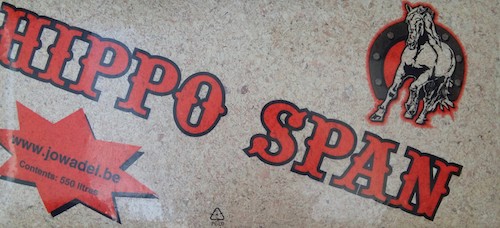 HIPPO
SPAN
www.jowadel.be
Contents: 550 litres